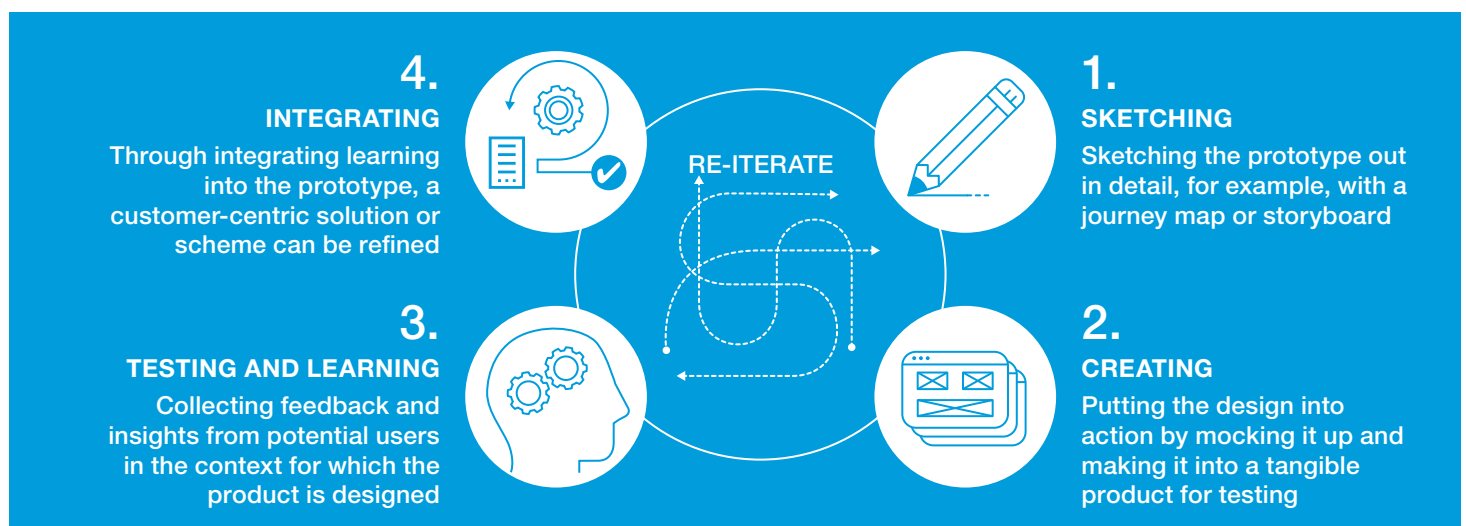 4.
INTEGRATING
Through integrating learning
into the prototype, a
customer-centric solution or
scheme can be refined
RE-ITERATE
1.
SKETCHING
Sketching the prototype out
in detail, for example, with a
journey map or storyboard
3.
TESTING AND LEARNING
Collecting feedback and
insights from potential users
in the context for which the
product is designed
2.
CREATING
Putting the design into
action by mocking it up and
making it into a tangible
product for testing